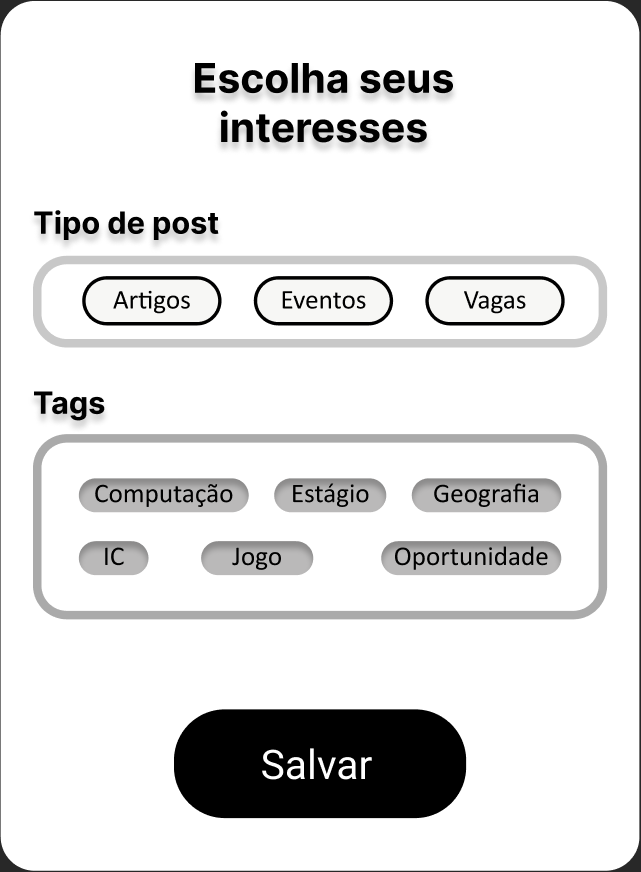 Escolha seus
interesses
Tipo de post
Artigos Eventos Vagas
Tags
Computação Estágio Geografia
IC Jogo Oportunidade
Salvar